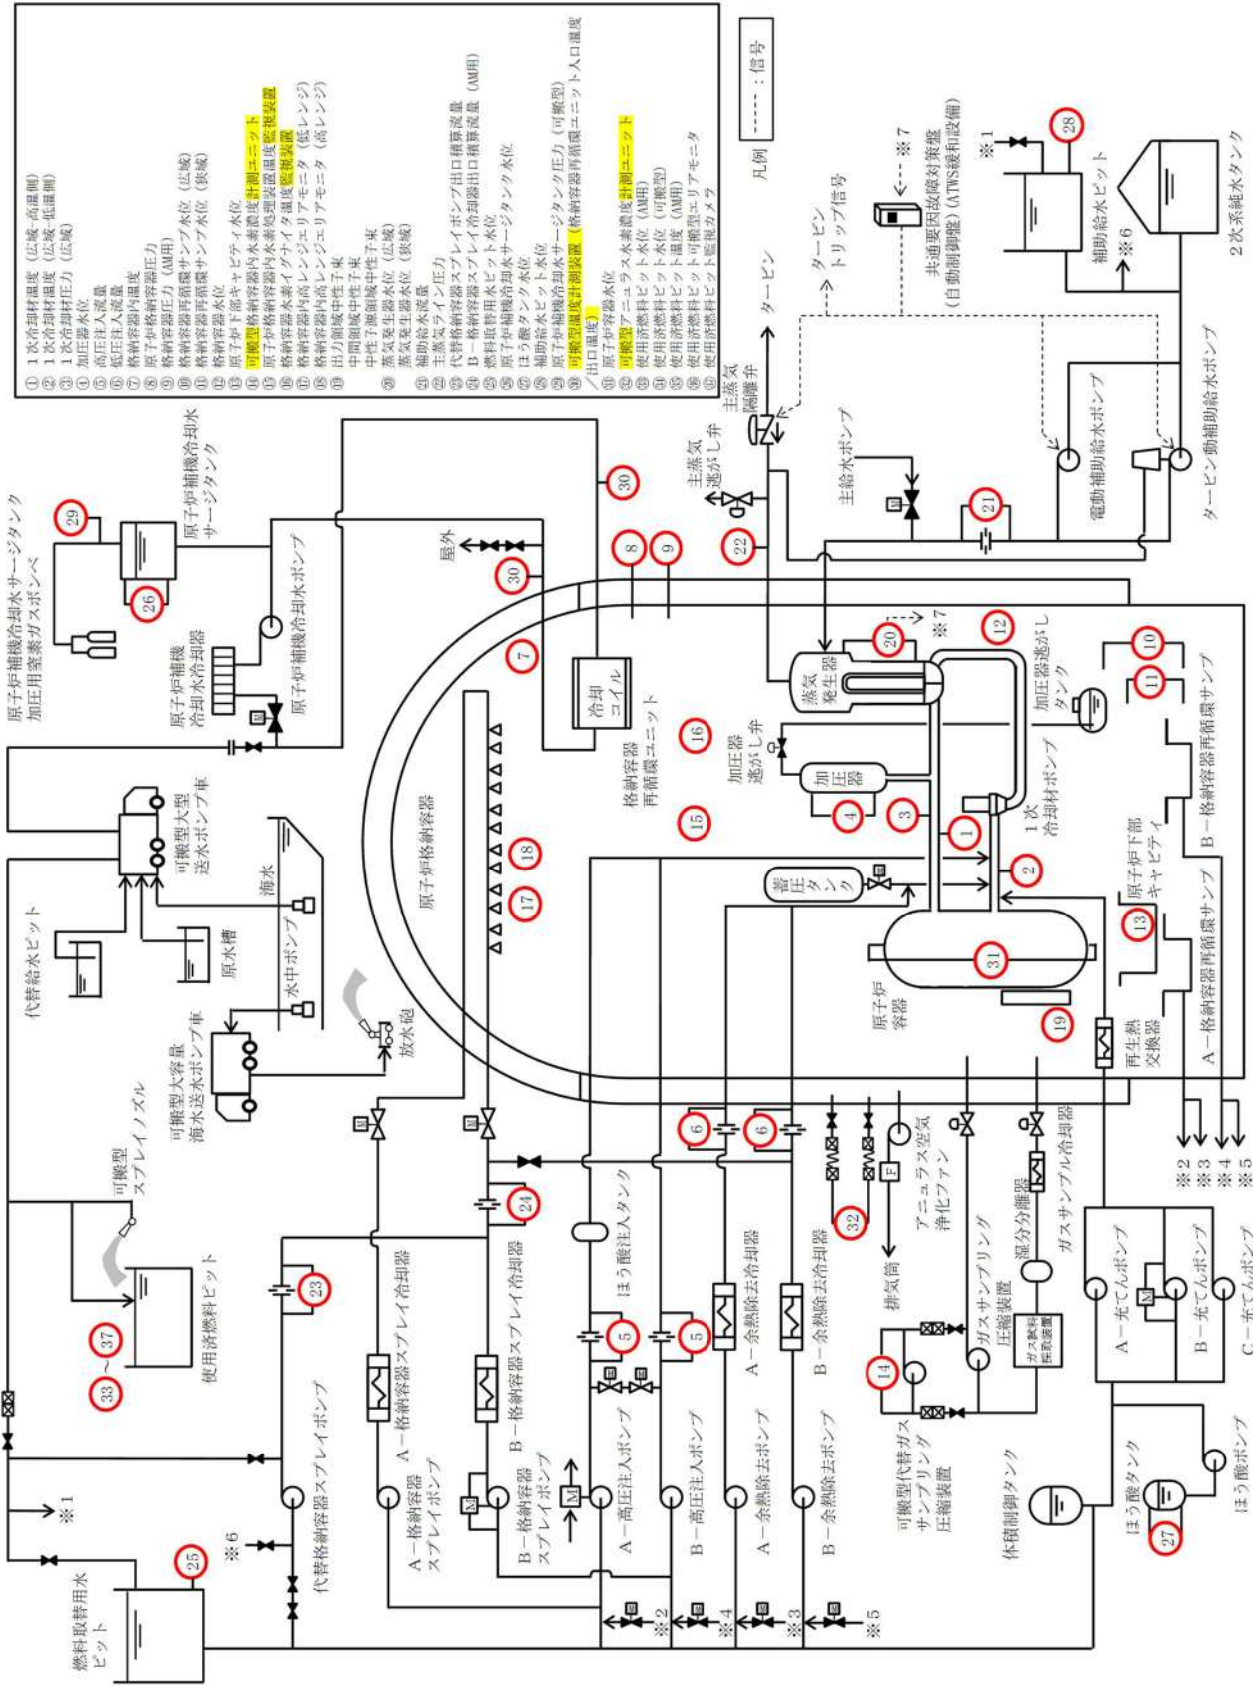 ① 1次冷却材温度（広域-高温側）
② 1次冷却材温度（広域-低温側）
③ 1次冷却材圧力（広域）
④ 加圧器水位
⑤ 高圧注入流量
⑥ 低圧注入流量
⑦ 格納容器内温度
⑧ 原子炉格納容器圧力
⑨ 格納容器圧力（AM用）
⑩ 格納容器再循環サンプ水位（広域）
⑪ 格納容器再循環サンプ水位（狭域）
⑫ 格納容器水位
⑬ 原子炉下部キャビティ水位
⑭ 可搬型格納容器内水素濃度計測ユニット
⑮ 原子炉格納容器内水素処理装置温度監視装置
⑯ 格納容器水素イグナイタ温度監視装置
⑰ 格納容器内高レンジエリアモニタ（低レンジ）
⑱ 格納容器内高レンジエリアモニタ（高レンジ）
⑲ 出力領域中性子束
中間領域中性子束
中性子源領域中性子束
⑳ 蒸気発生器水位（広域）
蒸気発生器水位（狭域）
㉑ 補助給水流量
㉒ 主蒸気ライン圧力
㉓ 代替格納容器スプレイポンプ出口積算流量
㉔ B－格納容器スプレイ冷却器出口積算流量（AM用）
㉕ 燃料取替用水ピット水位
㉖ 原子炉補機冷却水サージタンク水位
㉗ ほう酸タンク水位
㉘ 補助給水ピット水位
㉙ 原子炉補機冷却水サージタンク圧力（可搬型）
㉚ 可搬型温度計測装置（格納容器再循環ユニット入口温度
／出口温度）
㉛ 原子炉容器水位
㉜ 可搬型アニュラス水素濃度計測ユニット
㉝ 使用済燃料ピット水位（AM用）
㉞ 使用済燃料ピット水位（可搬型）
㉟ 使用済燃料ピット温度（AM用）
㊱ 使用済燃料ピット可搬型エリアモニタ
㊲ 使用済燃料ピット監視カメラ
凡例
：信号
原子炉補機冷却水サージタンク
加圧用窒素ガスボンベ
29
原子炉補機冷却水
サージタンク
26
原子炉補機
冷却水冷却器
原子炉補機冷却水ポンプ
M
屋外
30
30
8
9
7
冷却
コイル
格納容器
再循環ユニット
16
15
可搬型大型
送水ポンプ車
代替給水ピット
原水槽
海水
水中ポンプ
可搬型大容量
海水送水ポンプ車
放水砲
可搬型
スプレイノズル
使用済燃料ピット
33
～
37
※1
燃料取替用水
ピット
25
※6
代替格納容器スプレイポンプ
23
24
原子炉格納容器
18
17
M
M
A－格納容器スプレイ冷却器
B－格納容器スプレイ冷却器
A－格納容器
スプレイポンプ
B－格納容器
スプレイポンプ
M
M
ほう酸注入タンク
5
5
A－高圧注入ポンプ
B－高圧注入ポンプ
6
6
A－余熱除去冷却器
B－余熱除去冷却器
A－余熱除去ポンプ
B－余熱除去ポンプ
※2
※4
※3
※5
タービン
主蒸気
隔離弁
主蒸気
逃がし弁
22
タービン
トリップ信号
※7
共通要因故障対策盤
(自動制御盤)(ATWS緩和設備)
※1
28
補助給水ピット
※6
2次系純水タンク
主給水ポンプ
M
21
電動補助給水ポンプ
タービン動補助給水ポンプ
蒸気
発生器
20
※7
12
加圧器
逃がし弁
加圧器
4
3
1
2
1次
冷却材ポンプ
加圧器逃がし
タンク
10
11
B－格納容器再循環サンプ
蓄圧タンク
原子炉
容器
31
19
13
原子炉下部
キャビティ
A－格納容器再循環サンプ
再生熱
交換器
※2
※3
※4
※5
32
F
アニュラス空気
浄化ファン
排気筒
ガスサンプリング
圧縮装置
湿分分離器
ガスサンプル冷却器
ガス試料
採取装置
14
可搬型代替ガス
サンプリング
圧縮装置
A－充てんポンプ
M
B－充てんポンプ
C－充てんポンプ
体積制御タンク
ほう酸タンク
27
ほう酸ポンプ